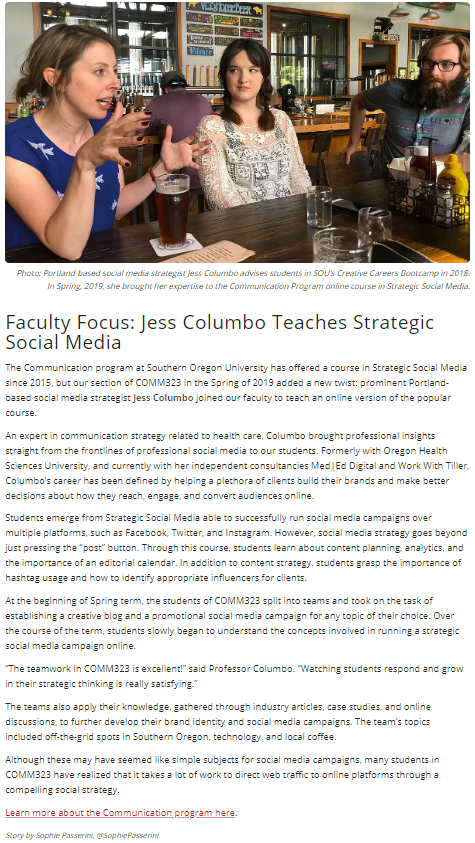 Pilsner
Photo: Portland-based social media strategist Jess Columbo advises students in SOU's Creative Careers Bootcamp in 2018.
In Spring, 2019, she brought her expertise to the Communication Program online course in Strategic Social Media.
Faculty Focus: Jess Columbo Teaches Strategic
Social Media
The Communication program at Southern Oregon University has offered a course in Strategic Social Media
since 2015, but our section of COMM323 in the Spring of 2019 added a new twist: prominent Portland-
based social media strategist Jess Columbo joined our faculty to teach an online version of the popular
course.
An expert in communication strategy related to health care, Columbo brought professional insights
straight from the frontlines of professional social media to our students. Formerly with Oregon Health
Sciences University, and currently with her independent consultancies Med|Ed Digital and Work With Tiller,
Columbo's career has been defined by helping a plethora of clients build their brands and make better
decisions about how they reach, engage, and convert audiences online.
Students emerge from Strategic Social Media able to successfully run social media campaigns over
multiple platforms, such as Facebook, Twitter, and Instagram. However, social media strategy goes beyond
just pressing the "post" button. Through this course, students learn about content planning, analytics, and
the importance of an editorial calendar. In addition to content strategy, students grasp the importance of
hashtag usage and how to identify appropriate influencers for clients.
At the beginning of Spring term, the students of COMM323 split into teams and took on the task of
establishing a creative blog and a promotional social media campaign for any topic of their choice. Over
the course of the term, students slowly began to understand the concepts involved in running a strategic
social media campaign online.
"The teamwork in COMM323 is excellent!" said Professor Columbo. "Watching students respond and grow
in their strategic thinking is really satisfying."
The teams also apply their knowledge, gathered through industry articles, case studies, and online
discussions, to further develop their brand identity and social media campaigns. The team's topics
included off-the-grid spots in Southern Oregon, technology, and local coffee.
Although these may have seemed like simple subjects for social media campaigns, many students in
COMM323 have realized that it takes a lot of work to direct web traffic to online platforms through a
compelling social strategy.
Learn more about the Communication program here.
Story by Sophie Passerini, @SophiePasserini